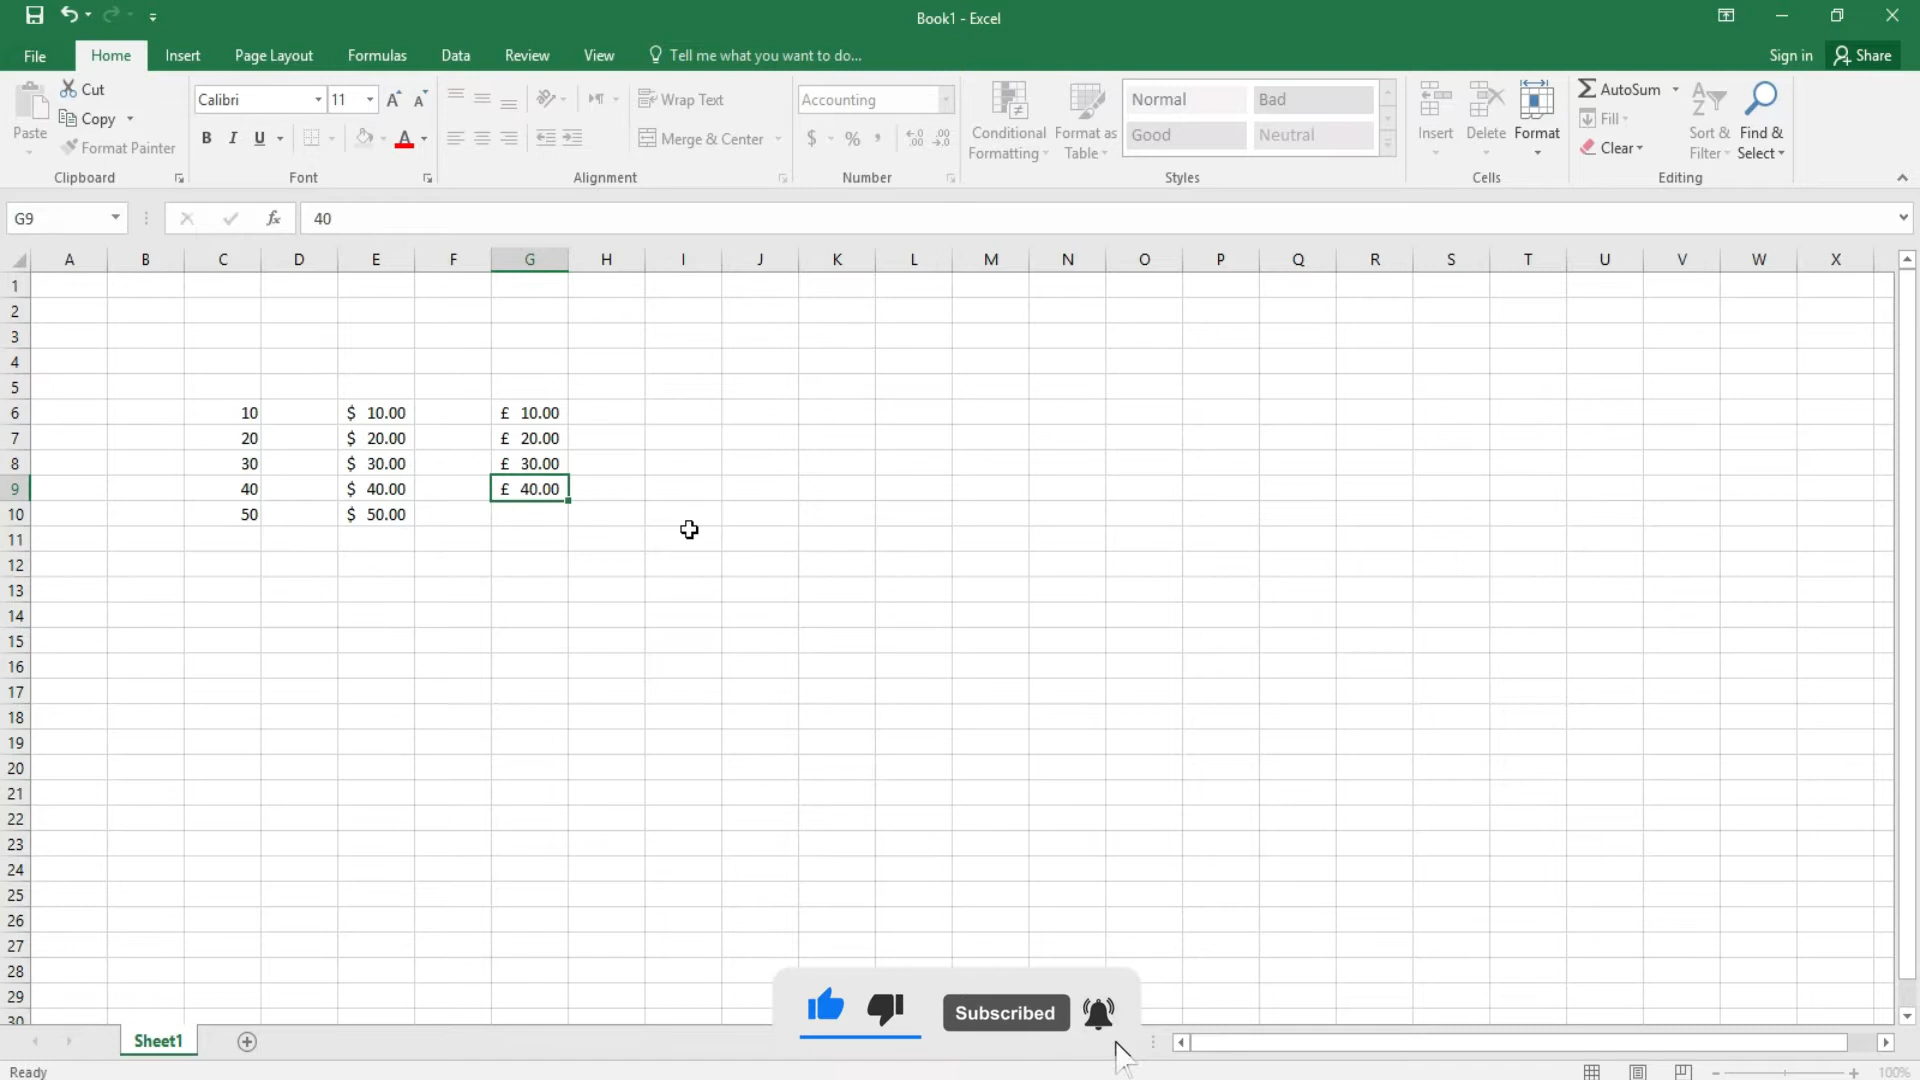 Book1 - Excel
File Home Insert Page Layout Formulas Data Review View Tell me what you want to do... Sign in Share
Paste
Cut
Copy
Format Painter
Clipboard
Calibri 11 A A
B I U A
Font
Wrap Text
Merge & Center
Alignment
Accounting
$ % , .0 .00 .00 .0
Number
Conditional Formatting
Format as Table
Normal Bad
Good Neutral
Styles
Insert Delete Format
Cells
AutoSum
Fill
Clear
Sort & Filter
Find & Select
Editing
G9 fx 40
A B C D E F G H I J K L M N O P Q R S T U V W X
1
2
3
4
5
6 10 $ 10.00 £ 10.00
7 20 $ 20.00 £ 20.00
8 30 $ 30.00 £ 30.00
9 40 $ 40.00 £ 40.00
10 50 $ 50.00
11
12
13
14
15
16
17
18
19
20
21
22
23
24
25
26
27
28
29
30
Subscribed
Sheet1
Ready 100%